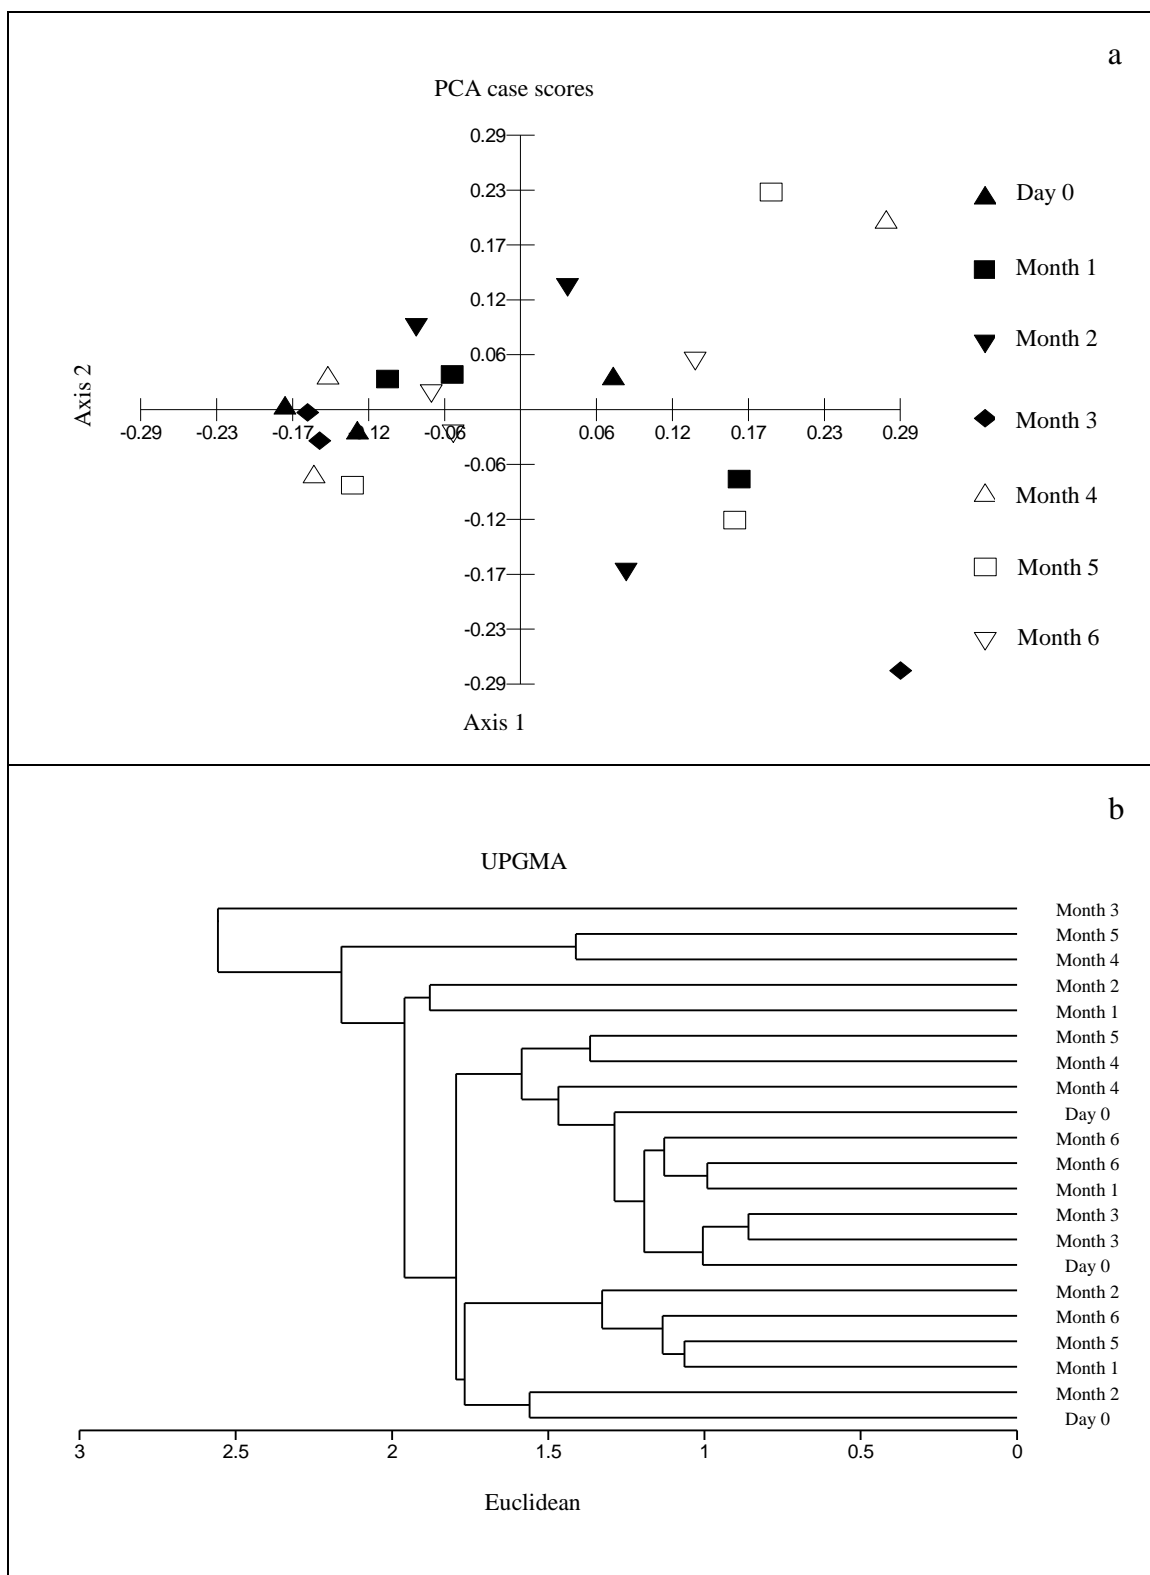 a
PCA case scores
0.29
0.23
0.17
0.12
0.06
-0.29 -0.23 -0.17 -0.12 -0.06 0.06 0.12 0.17 0.23 0.29
-0.06
-0.12
-0.17
-0.23
-0.29
Axis 2
Axis 1
Day 0
Month 1
Month 2
Month 3
Month 4
Month 5
Month 6
b
UPGMA
Month 3
Month 5
Month 4
Month 2
Month 1
Month 5
Month 4
Month 4
Day 0
Month 6
Month 6
Month 1
Month 3
Month 3
Day 0
Month 2
Month 6
Month 5
Month 1
Month 2
Day 0
3 2.5 2 1.5 1 0.5 0
Euclidean